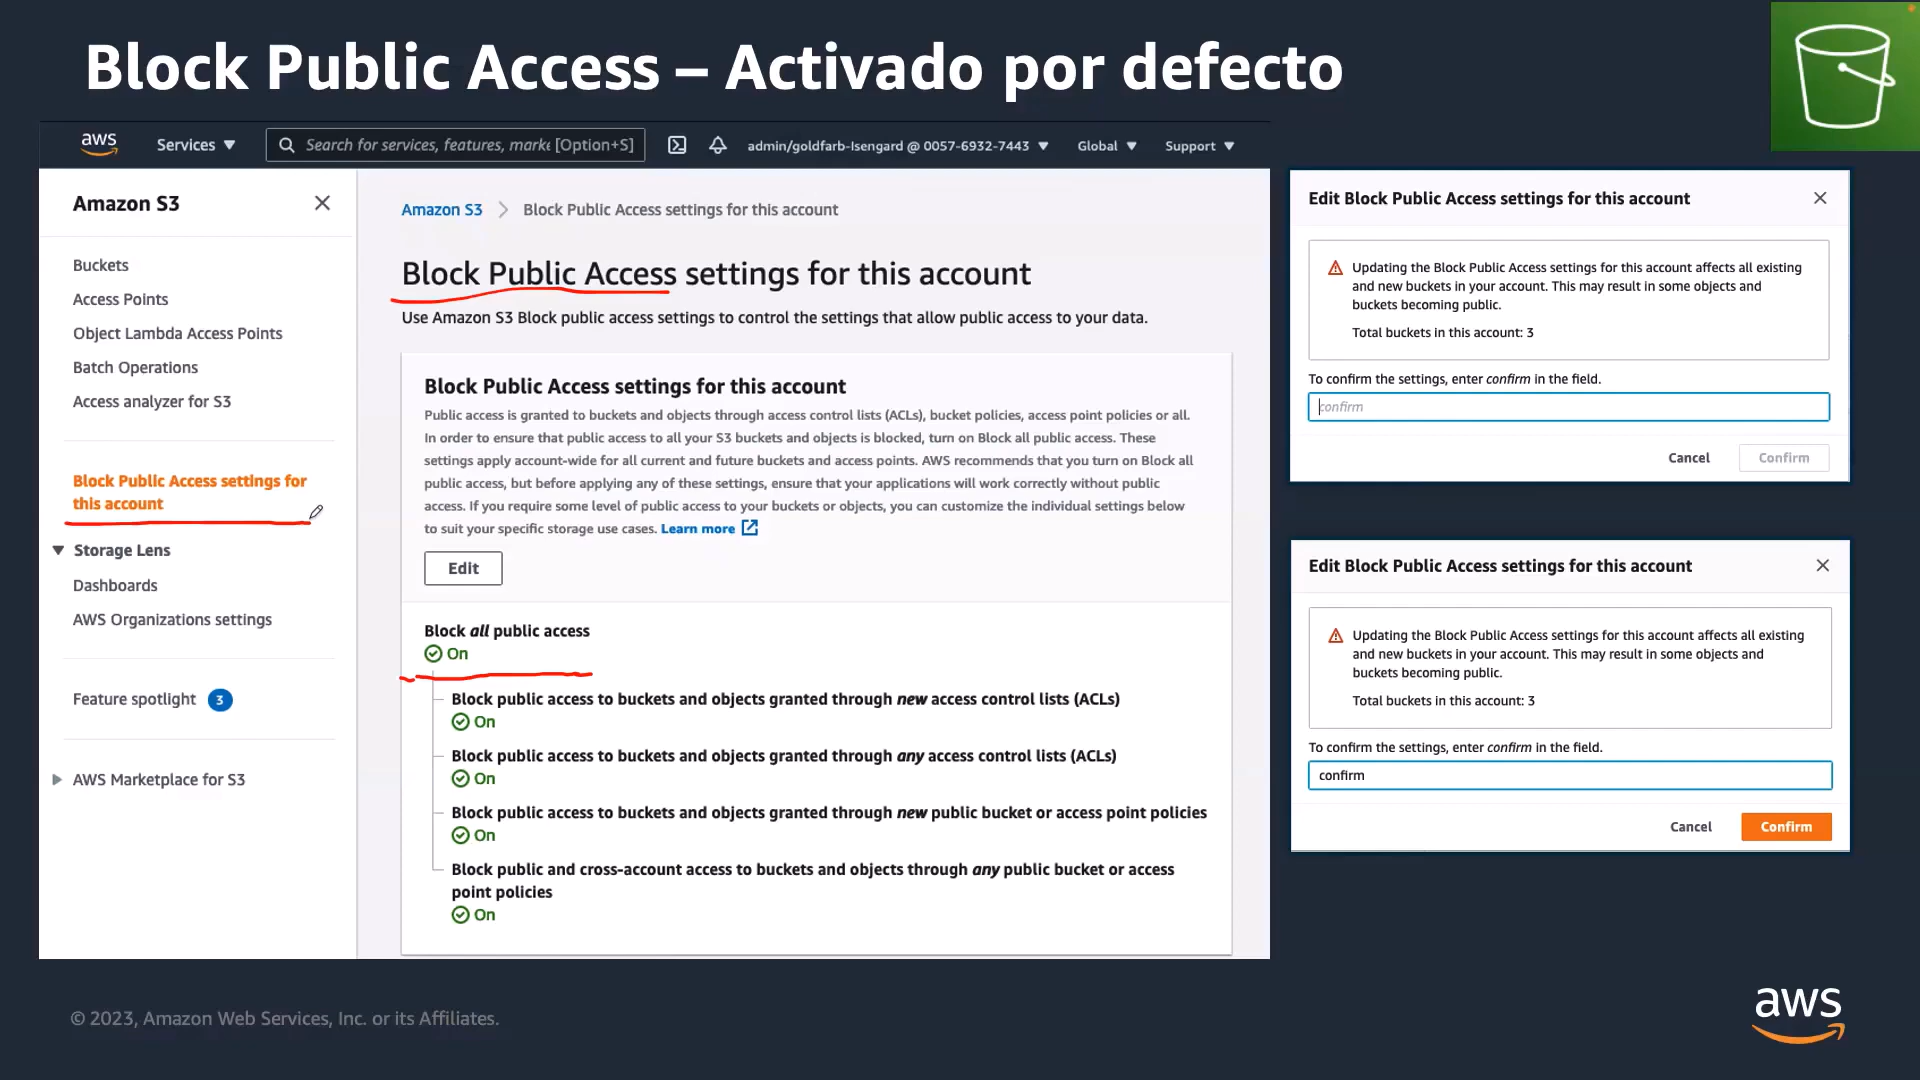 Block Public Access – Activado por defecto
aws
Services
Search for services, features, marke [Option+S]
admin/goldfarb-Isengard @ 0057-6932-7443
Global
Support
Amazon S3
Buckets
Access Points
Object Lambda Access Points
Batch Operations
Access analyzer for S3
Block Public Access settings for
this account
Storage Lens
Dashboards
AWS Organizations settings
Feature spotlight 3
AWS Marketplace for S3
Amazon S3 > Block Public Access settings for this account
Block Public Access settings for this account
Use Amazon S3 Block public access settings to control the settings that allow public access to your data.
Block Public Access settings for this account
Public access is granted to buckets and objects through access control lists (ACLs), bucket policies, access point policies or all.
In order to ensure that public access to all your S3 buckets and objects is blocked, turn on Block all public access. These
settings apply account-wide for all current and future buckets and access points. AWS recommends that you turn on Block all
public access, but before applying any of these settings, ensure that your applications will work correctly without public
access. If you require some level of public access to your buckets or objects, you can customize the individual settings below
to suit your specific storage use cases. Learn more
Edit
Block all public access
On
Block public access to buckets and objects granted through new access control lists (ACLs)
On
Block public access to buckets and objects granted through any access control lists (ACLs)
On
Block public access to buckets and objects granted through new public bucket or access point policies
On
Block public and cross-account access to buckets and objects through any public bucket or access
point policies
On
Edit Block Public Access settings for this account
Updating the Block Public Access settings for this account affects all existing
and new buckets in your account. This may result in some objects and
buckets becoming public.
Total buckets in this account: 3
To confirm the settings, enter confirm in the field.
confirm
Cancel
Confirm
Edit Block Public Access settings for this account
Updating the Block Public Access settings for this account affects all existing
and new buckets in your account. This may result in some objects and
buckets becoming public.
Total buckets in this account: 3
To confirm the settings, enter confirm in the field.
confirm
Cancel
Confirm
© 2023, Amazon Web Services, Inc. or its Affiliates.
aws